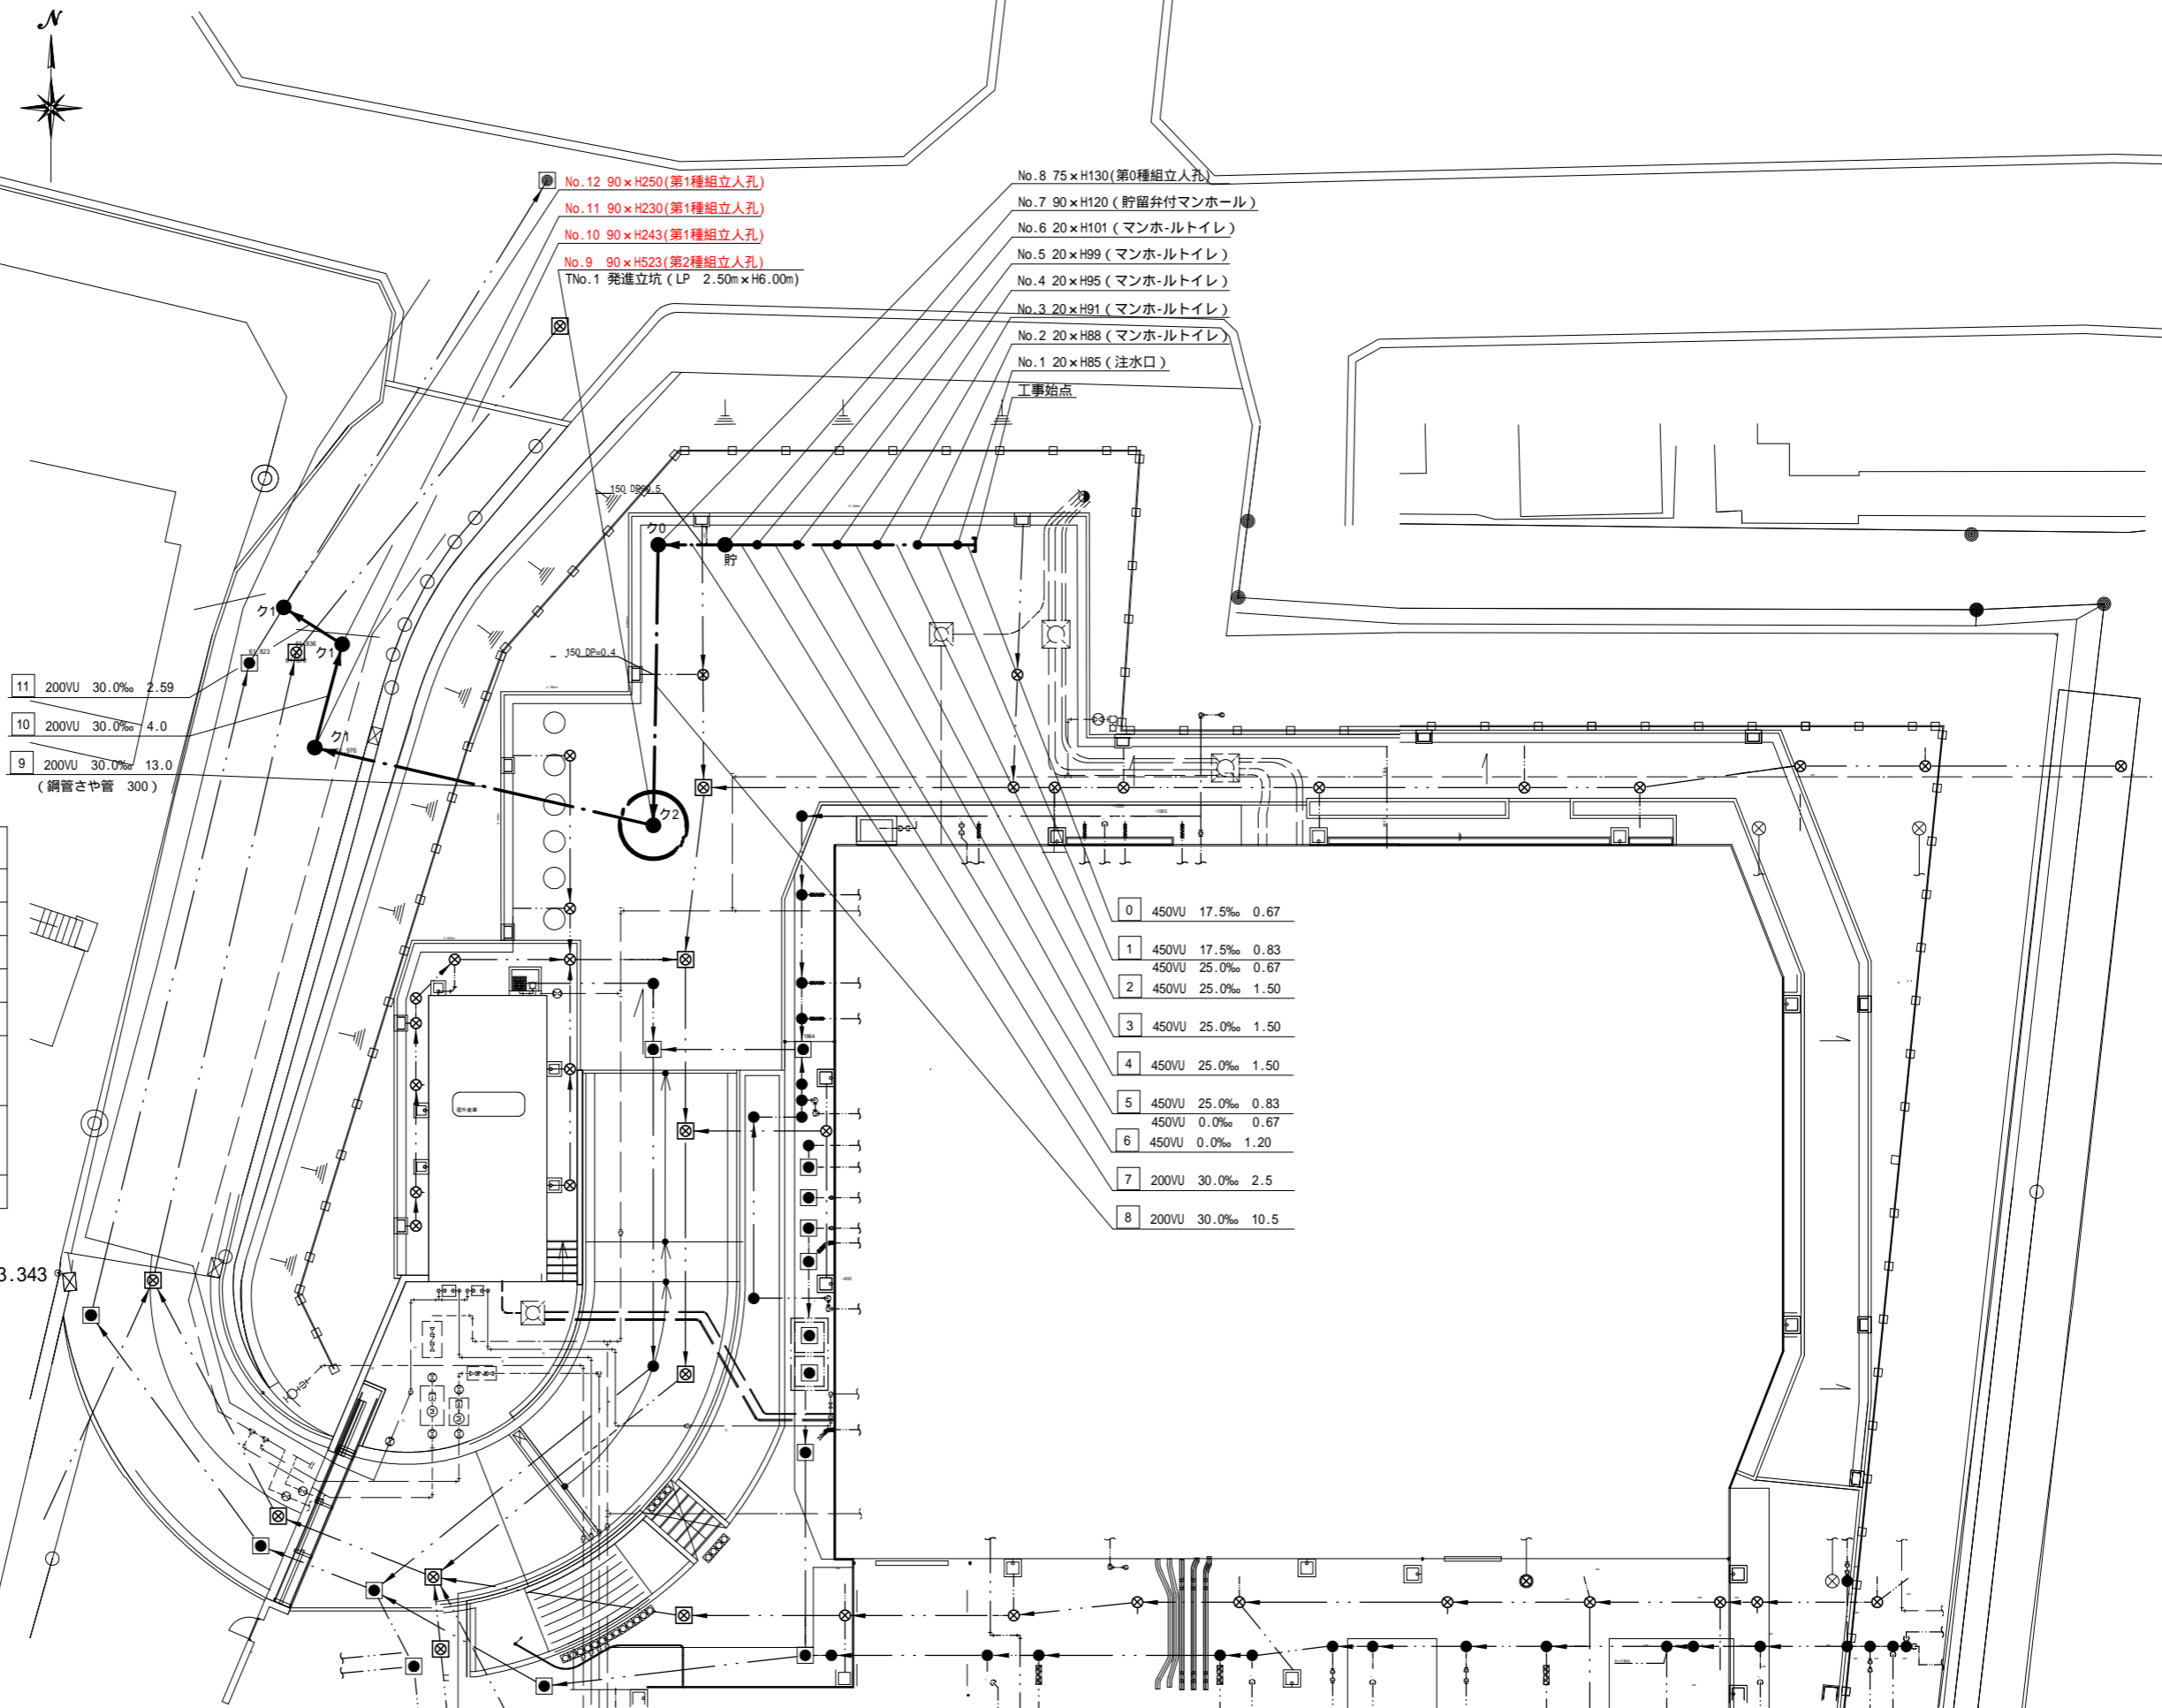 N
No.12 90×H250(第1種組立人孔)
No.11 90×H230(第1種組立人孔)
No.10 90×H243(第1種組立人孔)
No.9 90×H523(第2種組立人孔)
TNo.1 発進立坑(LP 2.50m×H6.00m)
No.8 75×H130(第0種組立人孔)
No.7 90×H120(貯留弁付マンホール)
No.6 20×H101(マンホ-ルトイレ)
No.5 20×H99(マンホ-ルトイレ)
No.4 20×H95(マンホ-ルトイレ)
No.3 20×H91(マンホ-ルトイレ)
No.2 20×H88(マンホ-ルトイレ)
No.1 20×H85(注水口)
工事始点
ク0
貯
150 DP=0.4
ク1
ク1
ク1
ク2
11 200VU 30.0‰ 2.59
10 200VU 30.0‰ 4.0
9 200VU 30.0‰ 13.0
(鋼管さや管 300)
0 450VU 17.5‰ 0.67
1 450VU 17.5‰ 0.83
450VU 25.0‰ 0.67
2 450VU 25.0‰ 1.50
3 450VU 25.0‰ 1.50
4 450VU 25.0‰ 1.50
5 450VU 25.0‰ 0.83
450VU 0.0‰ 0.67
6 450VU 0.0‰ 1.20
7 200VU 30.0‰ 2.5
8 200VU 30.0‰ 10.5
3.343